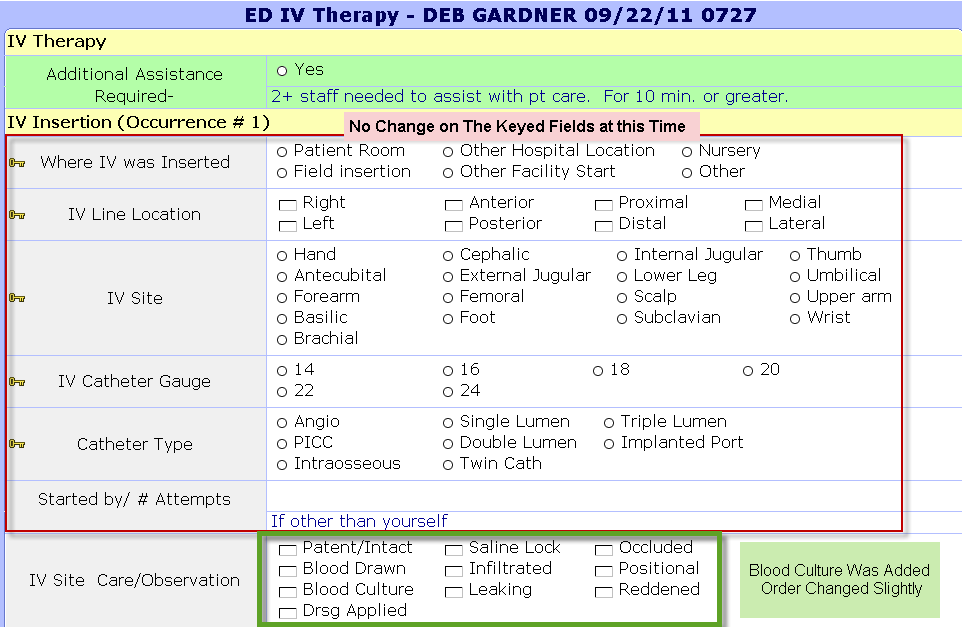 ED IV Therapy - DEB GARDNER 09/22/11 0727
IV Therapy
Additional Assistance
Required-
Yes
2+ staff needed to assist with pt care. For 10 min. or greater.
IV Insertion (Occurrence # 1)
No Change on The Keyed Fields at this Time
Where IV was Inserted
Patient Room Other Hospital Location Nursery
Field insertion Other Facility Start Other
IV Line Location
Right Anterior Proximal Medial
Left Posterior Distal Lateral
IV Site
Hand Cephalic Internal Jugular Thumb
Antecubital External Jugular Lower Leg Umbilical
Forearm Femoral Scalp Upper arm
Basilic Foot Subclavian Wrist
Brachial
IV Catheter Gauge
14 16 18 20
22 24
Catheter Type
Angio Single Lumen Triple Lumen
PICC Double Lumen Implanted Port
Intraosseous Twin Cath
Started by/ # Attempts
If other than yourself
IV Site Care/Observation
Patent/Intact Saline Lock Occluded
Blood Drawn Infiltrated Positional
Blood Culture Leaking Reddened
Drsg Applied
Blood Culture Was Added
Order Changed Slightly